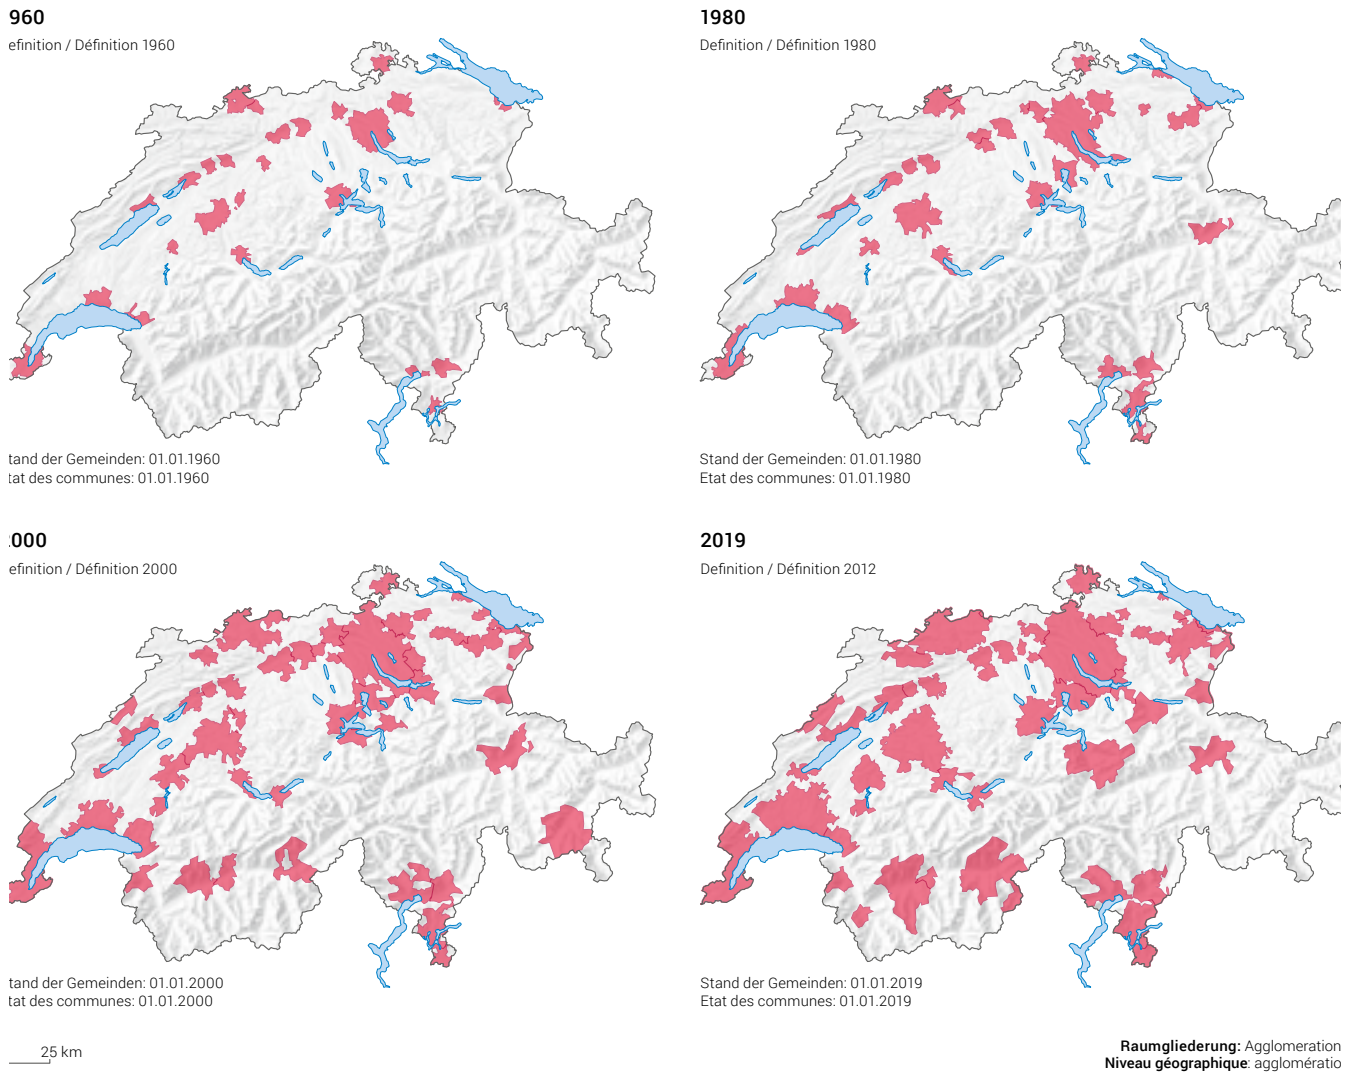 960
efinition / Définition 1960
tand der Gemeinden: 01.01.1960
tat des communes: 01.01.1960
1980
Definition / Définition 1980
Stand der Gemeinden: 01.01.1980
Etat des communes: 01.01.1980
2000
efinition / Définition 2000
tand der Gemeinden: 01.01.2000
tat des communes: 01.01.2000
2019
Definition / Définition 2012
Stand der Gemeinden: 01.01.2019
Etat des communes: 01.01.2019
25 km
Raumgliederung: Agglomeration
Niveau géographique: agglomératio